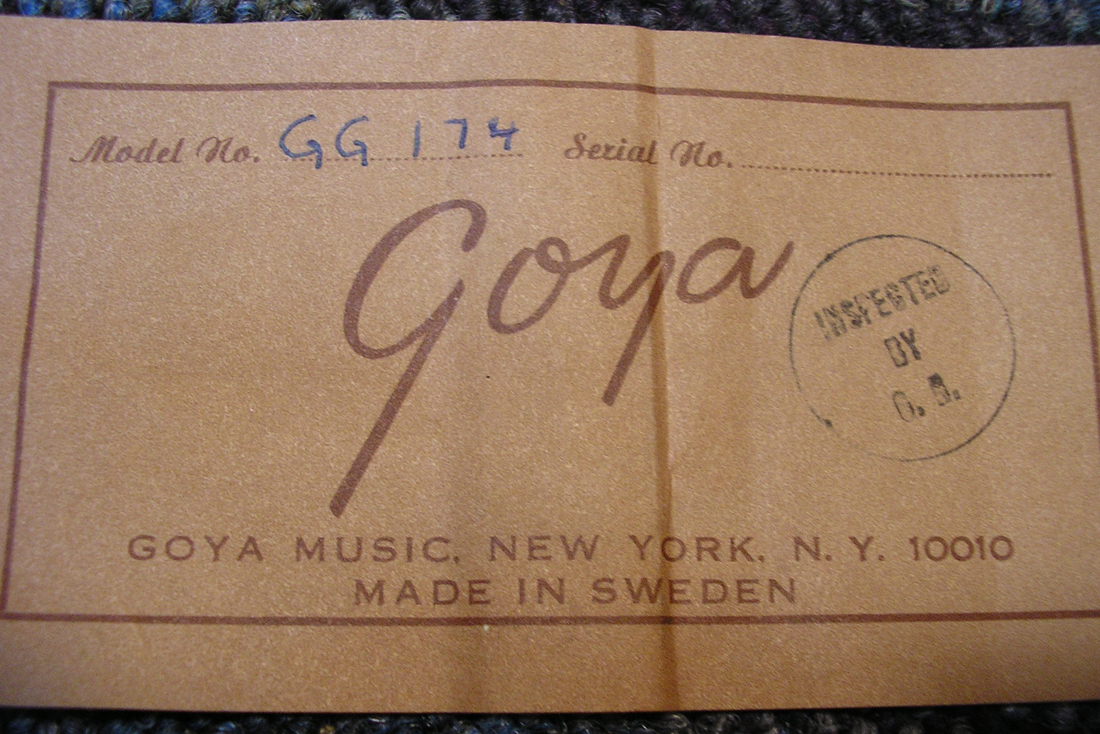 Model No. GG 174 Serial No.
Goya
INSPECTED
BY
GOYA MUSIC, NEW YORK, N. Y. 10010
MADE IN SWEDEN